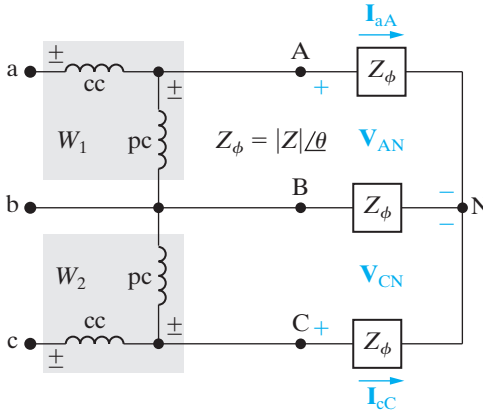 I_aA
a
±
cc
±
A
+
Z_ϕ
W_1
pc
Z_ϕ = |Z|/θ
V_AN
b
B
Z_ϕ
−
−
N
W_2
pc
V_CN
c
±
cc
±
C
+
Z_ϕ
I_cC